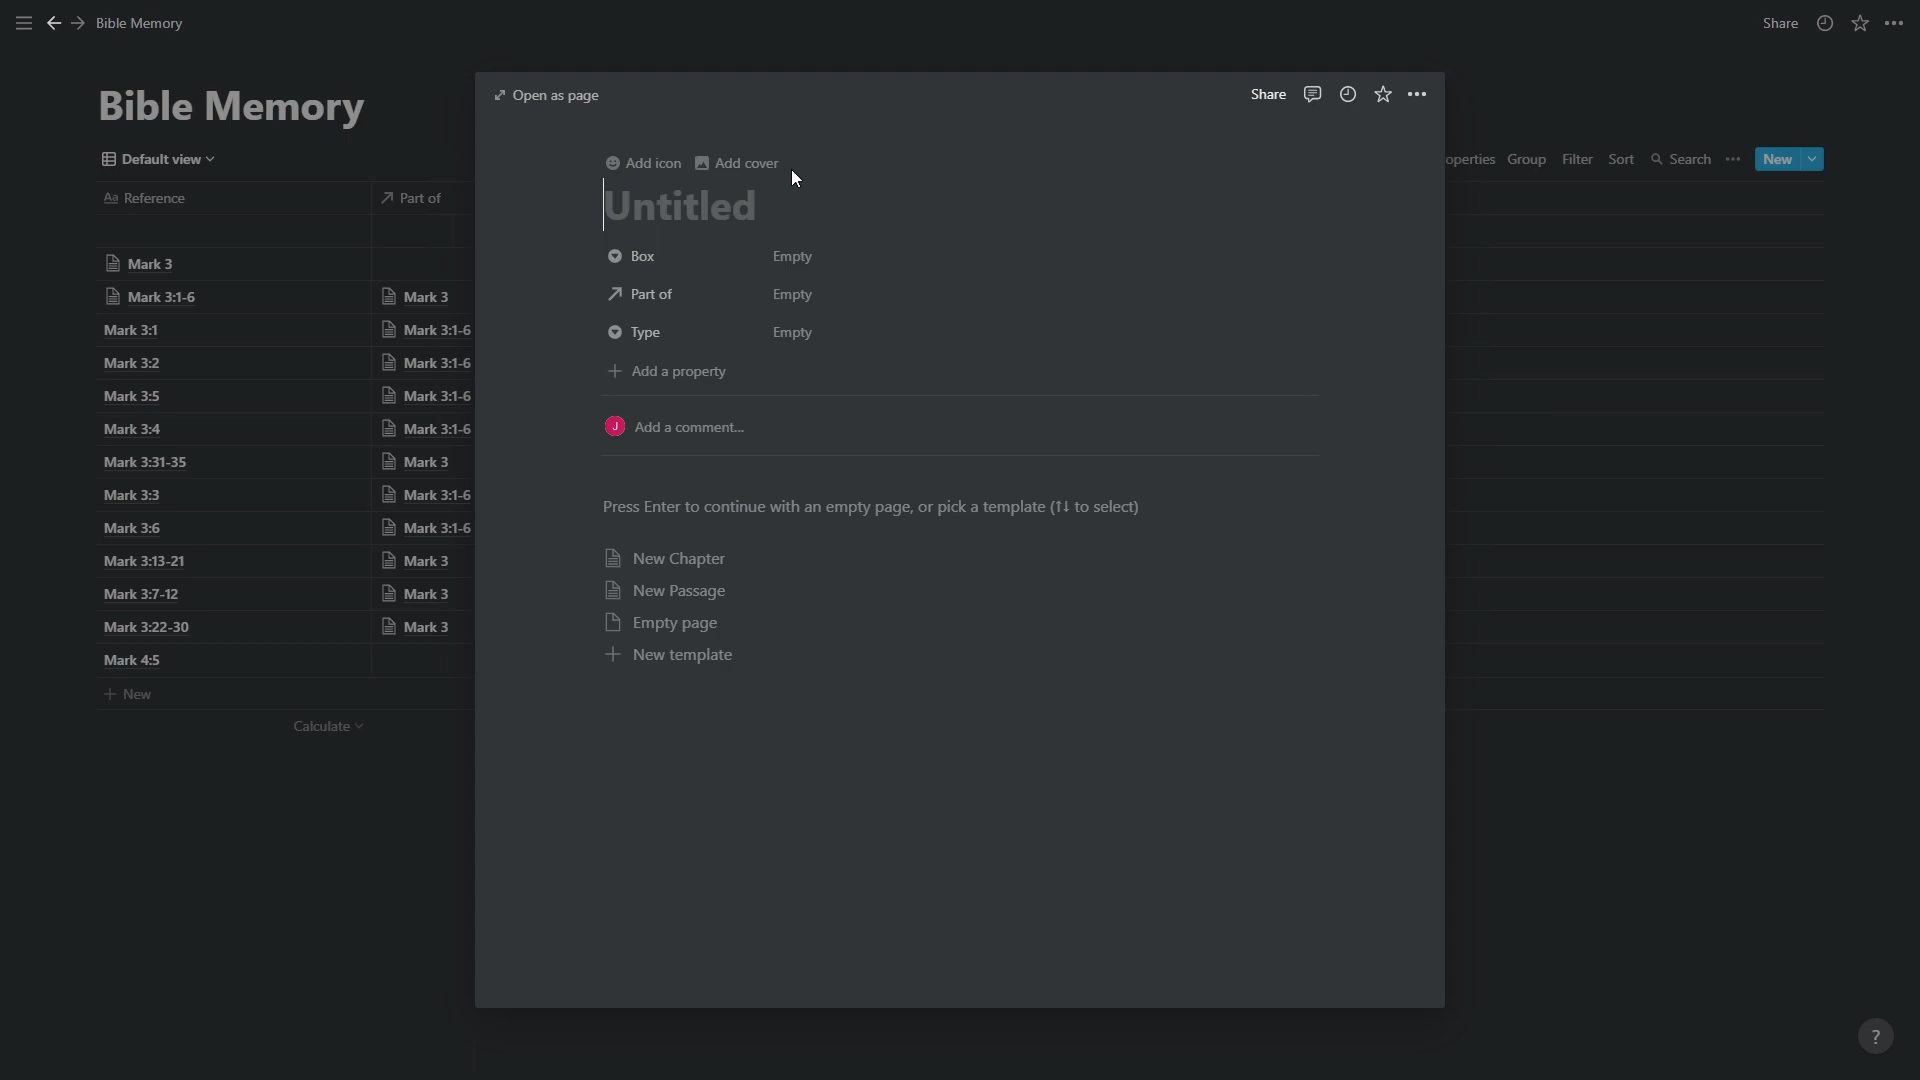 Bible Memory
Share
Bible Memory
Default view
Aa Reference
Part of
Mark 3
Mark 3:1-6
Mark 3
Mark 3:1
Mark 3:1-6
Mark 3:2
Mark 3:1-6
Mark 3:5
Mark 3:1-6
Mark 3:4
Mark 3:1-6
Mark 3:31-35
Mark 3
Mark 3:3
Mark 3:1-6
Mark 3:6
Mark 3:1-6
Mark 3:13-21
Mark 3
Mark 3:7-12
Mark 3
Mark 3:22-30
Mark 3
Mark 4:5
+ New
Calculate
Open as page
Share
Add icon
Add cover
Untitled
Box Empty
Part of Empty
Type Empty
+ Add a property
J Add a comment...
Press Enter to continue with an empty page, or pick a template (↑↓ to select)
New Chapter
New Passage
Empty page
+ New template
operties Group Filter Sort Search ••• New
?